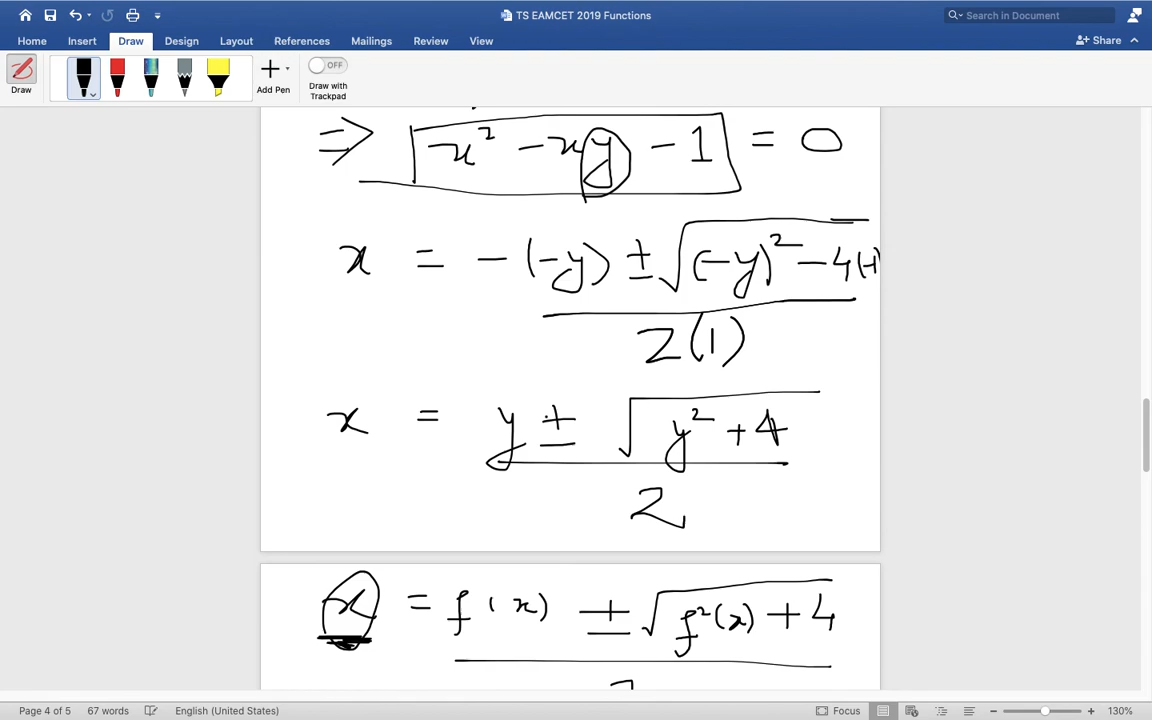 TS EAMCET 2019 Functions
Search in Document
Home Insert Draw Design Layout References Mailings Review View
Share
OFF
Draw
Add Pen
Draw with
Trackpad
⇒ x² - xy - 1 = 0
x = -(-y) ± √(-y)² - 4(-1)
2(1)
x = y ± √y² + 4
2
x = f(x) ± √f²(x) + 4
Page 4 of 5 67 words English (United States) Focus 130%